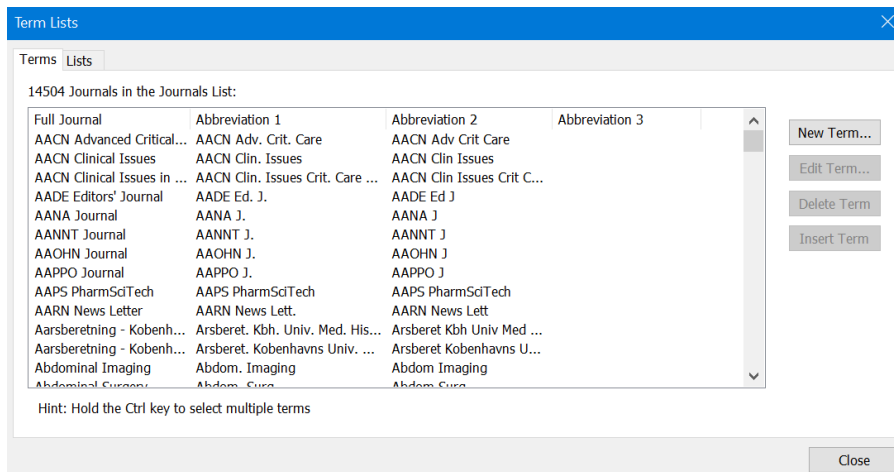 Term Lists
Terms Lists
14504 Journals in the Journals List:
Full Journal Abbreviation 1 Abbreviation 2 Abbreviation 3
AACN Advanced Critical... AACN Adv. Crit. Care AACN Adv Crit Care
AACN Clinical Issues AACN Clin. Issues AACN Clin Issues
AACN Clinical Issues in ... AACN Clin. Issues Crit. Care ... AACN Clin Issues Crit C...
AADE Editors' Journal AADE Ed. J. AADE Ed J
AANA Journal AANA J. AANA J
AANNT Journal AANNT J. AANNT J
AAOHN Journal AAOHN J. AAOHN J
AAPPO Journal AAPPO J. AAPPO J
AAPS PharmSciTech AAPS PharmSciTech AAPS PharmSciTech
AARN News Letter AARN News Lett. AARN News Lett
Aarsberetning - Kobenh... Arsberet. Kbh. Univ. Med. His... Arsberet Kbh Univ Med ...
Aarsberetning - Kobenh... Arsberet. Kobenhavns Univ. ... Arsberet Kobenhavns U...
Abdominal Imaging Abdom. Imaging Abdom Imaging
Abdominal Surgery Abdom. Surg. Abdom Surg
New Term...
Edit Term...
Delete Term
Insert Term
Hint: Hold the Ctrl key to select multiple terms
Close